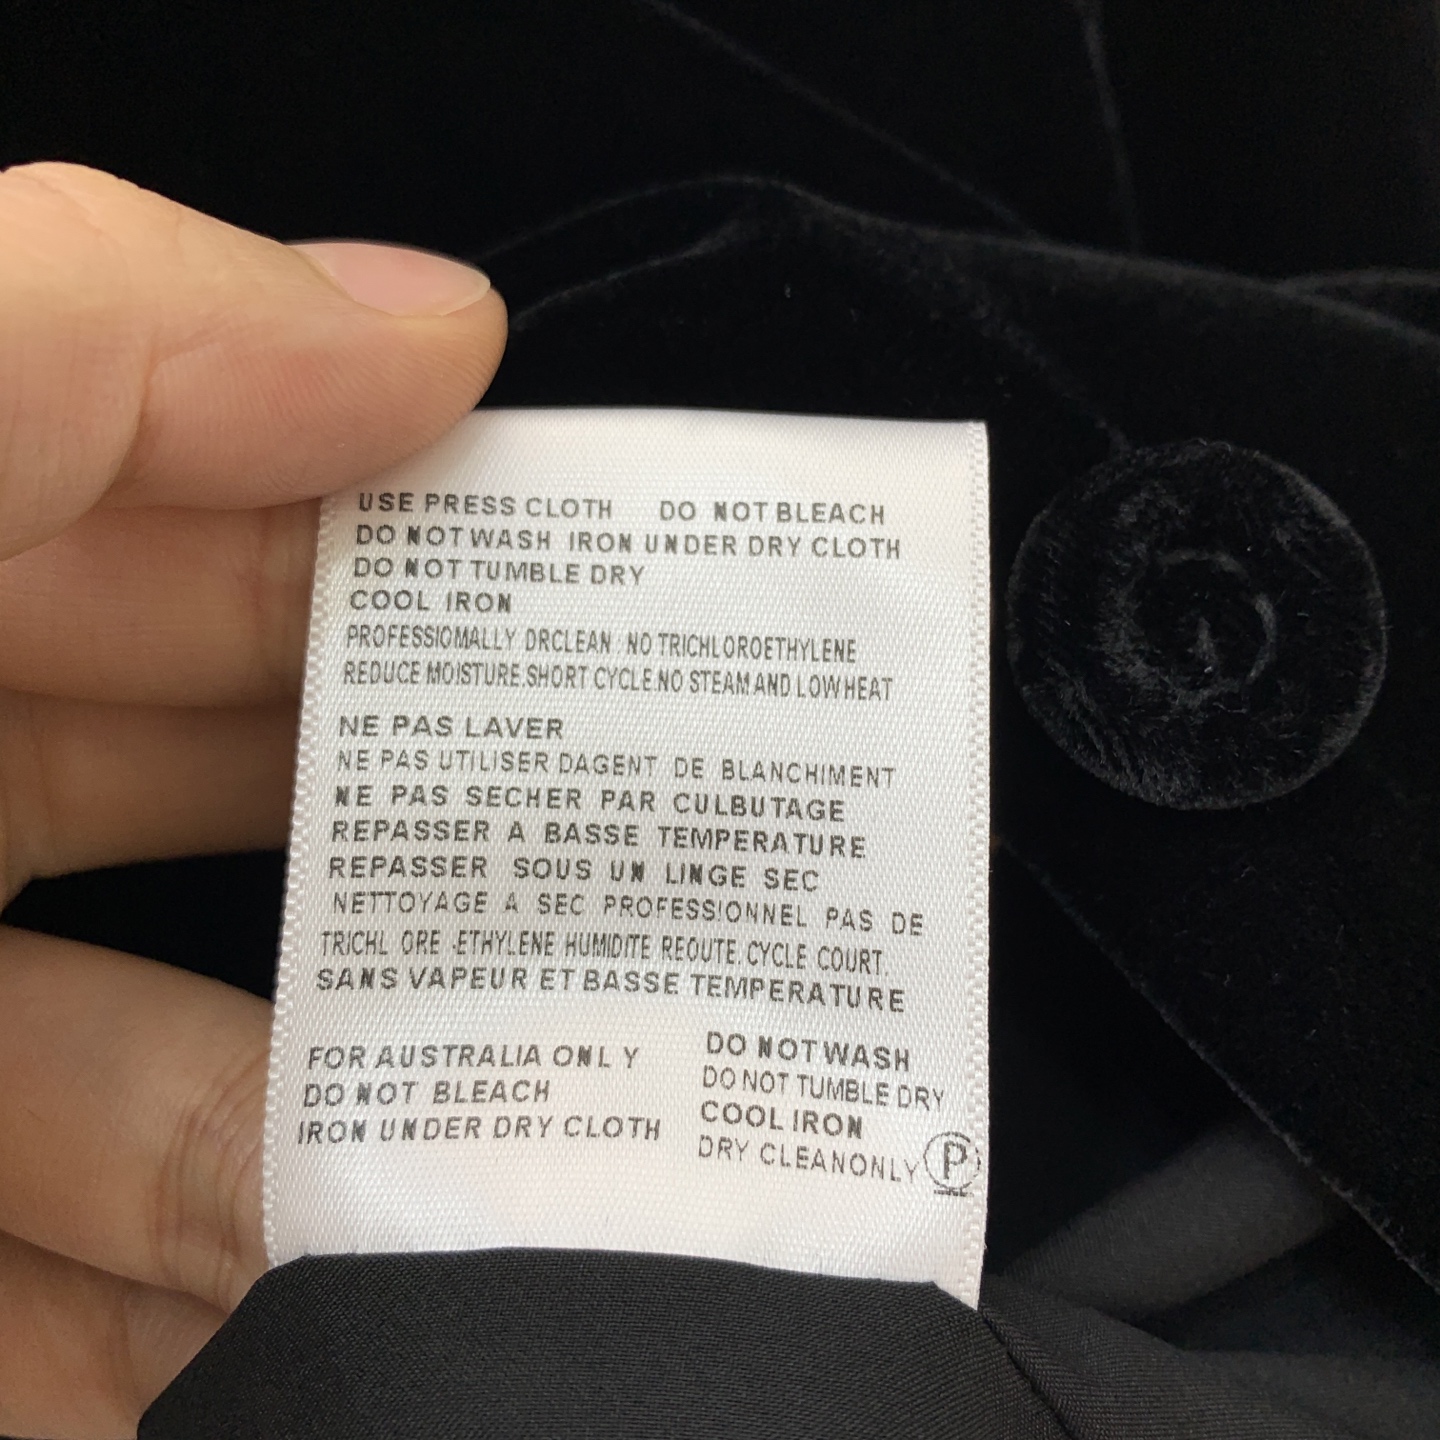 USE PRESS CLOTH DO NOT BLEACH
DO NOT WASH IRON UNDER DRY CLOTH
DO NOT TUMBLE DRY
COOL IRON
PROFESSIOMALLY DRCLEAN NO TRICHLOROETHYLENE
REDUCE MOISTURE.SHORT CYCLE.NO STEAM AND LOW HEAT
NE PAS LAVER
NE PAS UTILISER DAGENT DE BLANCHIMENT
NE PAS SECHER PAR CULBUTAGE
REPASSER A BASSE TEMPERATURE
REPASSER SOUS UN LINGE SEC
NETTOYAGE A SEC PROFESSIONNEL PAS DE
TRICHL ORE -ETHYLENE HUMIDITE REOUTE.CYCLE COURT.
SANS VAPEUR ET BASSE TEMPERATURE
FOR AUSTRALIA ONL Y
DO NOT BLEACH
IRON UNDER DRY CLOTH
DO NOT WASH
DO NOT TUMBLE DRY
COOL IRON
DRY CLEANONLY P